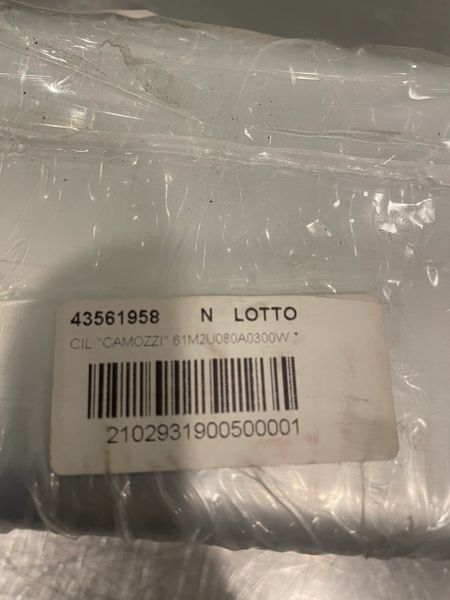 43561958 N LOTTO
CIL "CAMOZZI" 61M2U080A0300W *
2102931900500001